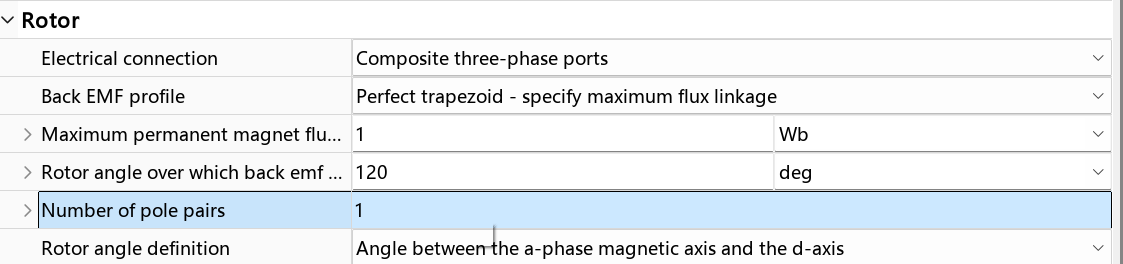 Rotor
Electrical connection Composite three-phase ports
Back EMF profile Perfect trapezoid - specify maximum flux linkage
Maximum permanent magnet flu... 1 Wb
Rotor angle over which back emf ... 120 deg
Number of pole pairs 1
Rotor angle definition Angle between the a-phase magnetic axis and the d-axis